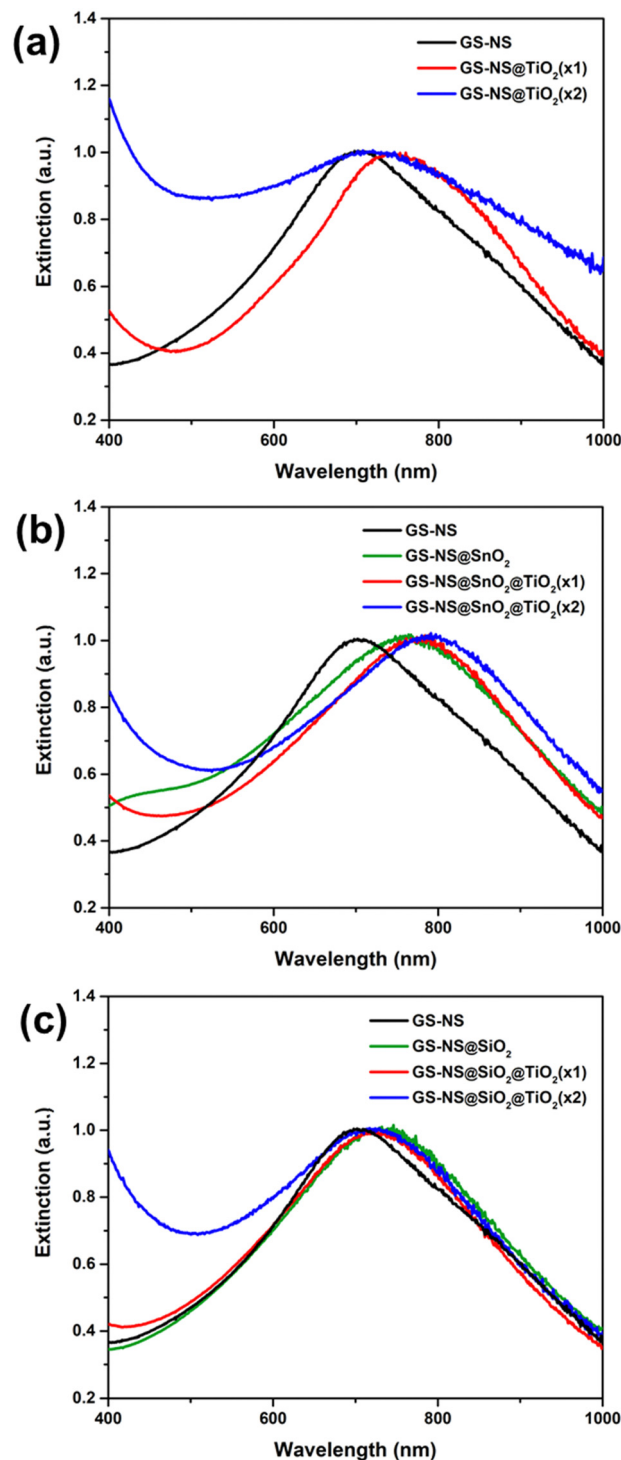 (a)
1.4
1.2
1.0
0.8
0.6
0.4
0.2
Extinction (a.u.)
GS-NS
GS-NS@TiO₂(x1)
GS-NS@TiO₂(x2)
400
600
800
1000
Wavelength (nm)
(b)
1.4
1.2
1.0
0.8
0.6
0.4
0.2
Extinction (a.u.)
GS-NS
GS-NS@SnO₂
GS-NS@SnO₂@TiO₂(x1)
GS-NS@SnO₂@TiO₂(x2)
400
600
800
1000
Wavelength (nm)
(c)
1.4
1.2
1.0
0.8
0.6
0.4
0.2
Extinction (a.u.)
GS-NS
GS-NS@SiO₂
GS-NS@SiO₂@TiO₂(x1)
GS-NS@SiO₂@TiO₂(x2)
400
600
800
1000
Wavelength (nm)